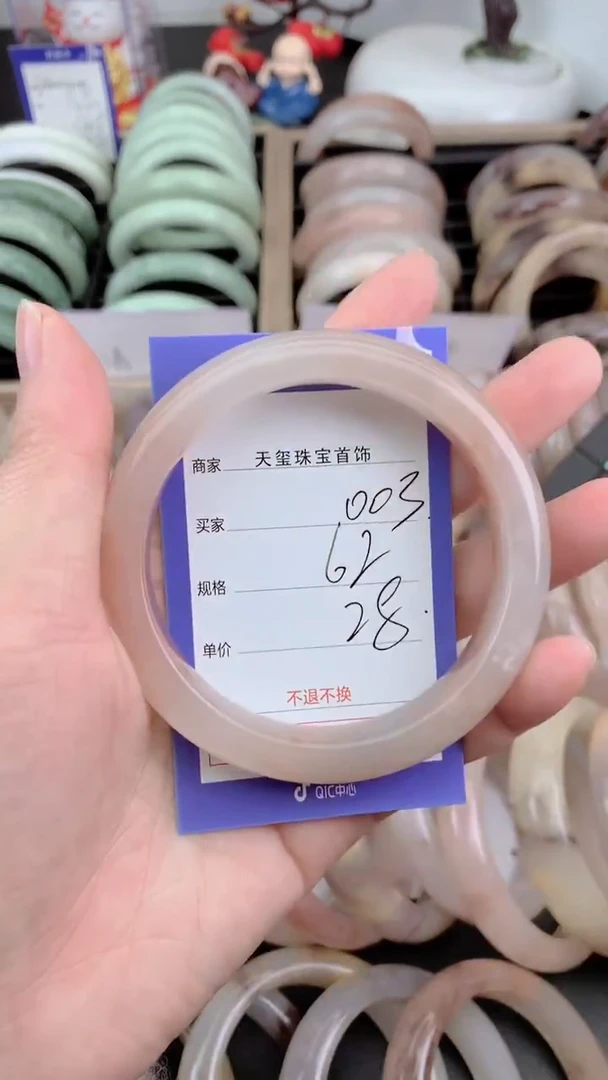 商家 天玺珠宝首饰
买家 003
规格 62
单价 28
不退不换
QIC中心